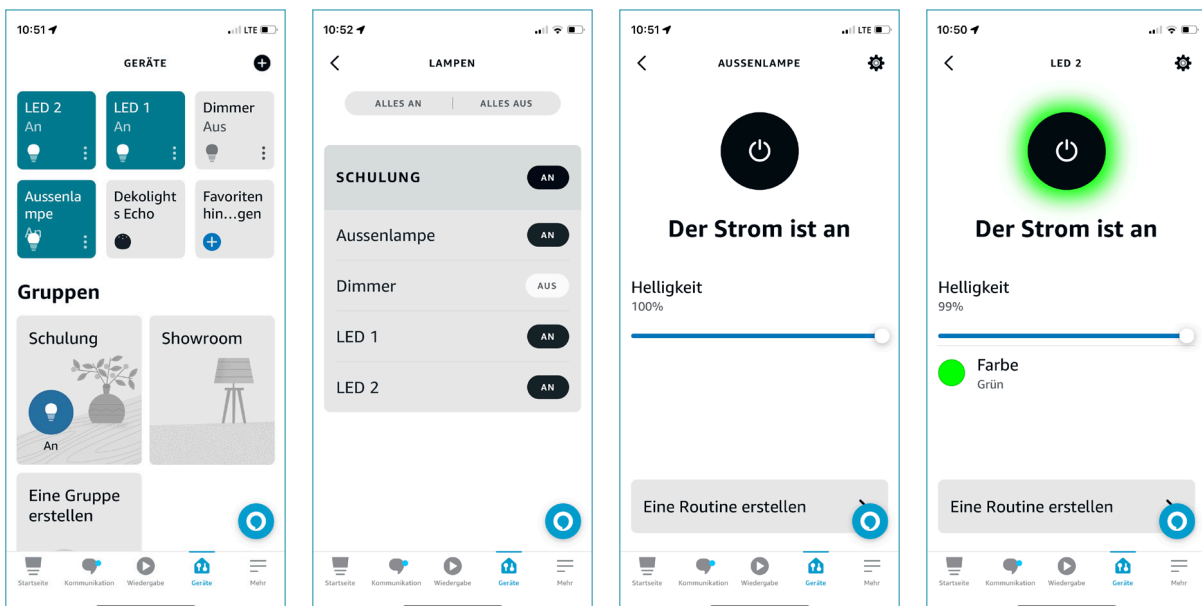 10:51
LTE
GERÄTE
LED 2
An
LED 1
An
Dimmer
Aus
Aussenla
mpe
An
Dekolight
s Echo
Favoriten
hin...gen
Gruppen
Schulung
An
Showroom
Eine Gruppe
erstellen
Startseite
Kommunikation
Wiedergabe
Geräte
Mehr
10:52
LAMPEN
ALLES AN
ALLES AUS
SCHULUNG
AN
Aussenlampe
AN
Dimmer
AUS
LED 1
AN
LED 2
AN
Startseite
Kommunikation
Wiedergabe
Geräte
Mehr
10:51
LTE
AUSSENLAMPE
Der Strom ist an
Helligkeit
100%
Eine Routine erstellen
Startseite
Kommunikation
Wiedergabe
Geräte
Mehr
10:50
LED 2
Der Strom ist an
Helligkeit
99%
Farbe
Grün
Eine Routine erstellen
Startseite
Kommunikation
Wiedergabe
Geräte
Mehr